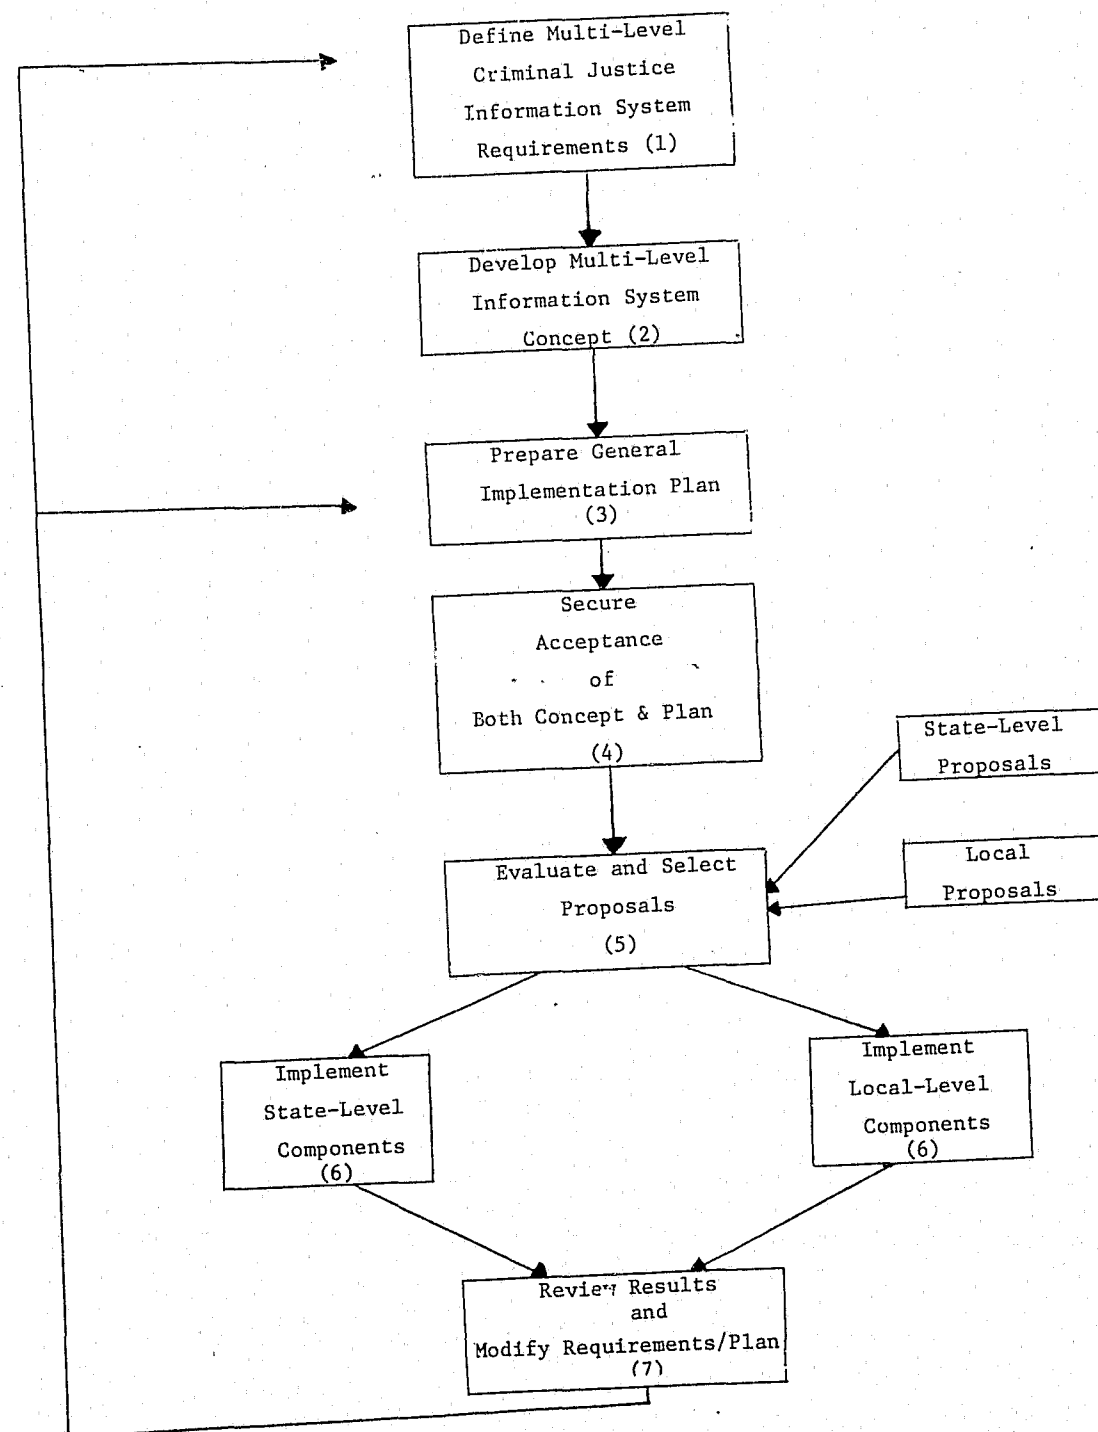 Define Multi-Level
Criminal Justice
Information System
Requirements (1)
Develop Multi-Level
Information System
Concept (2)
Prepare General
Implementation Plan
(3)
Secure
Acceptance
of
Both Concept & Plan
(4)
State-Level
Proposals
Local
Proposals
Evaluate and Select
Proposals
(5)
Implement
State-Level
Components
(6)
Implement
Local-Level
Components
(6)
Review Results
and
Modify Requirements/Plan
(7)